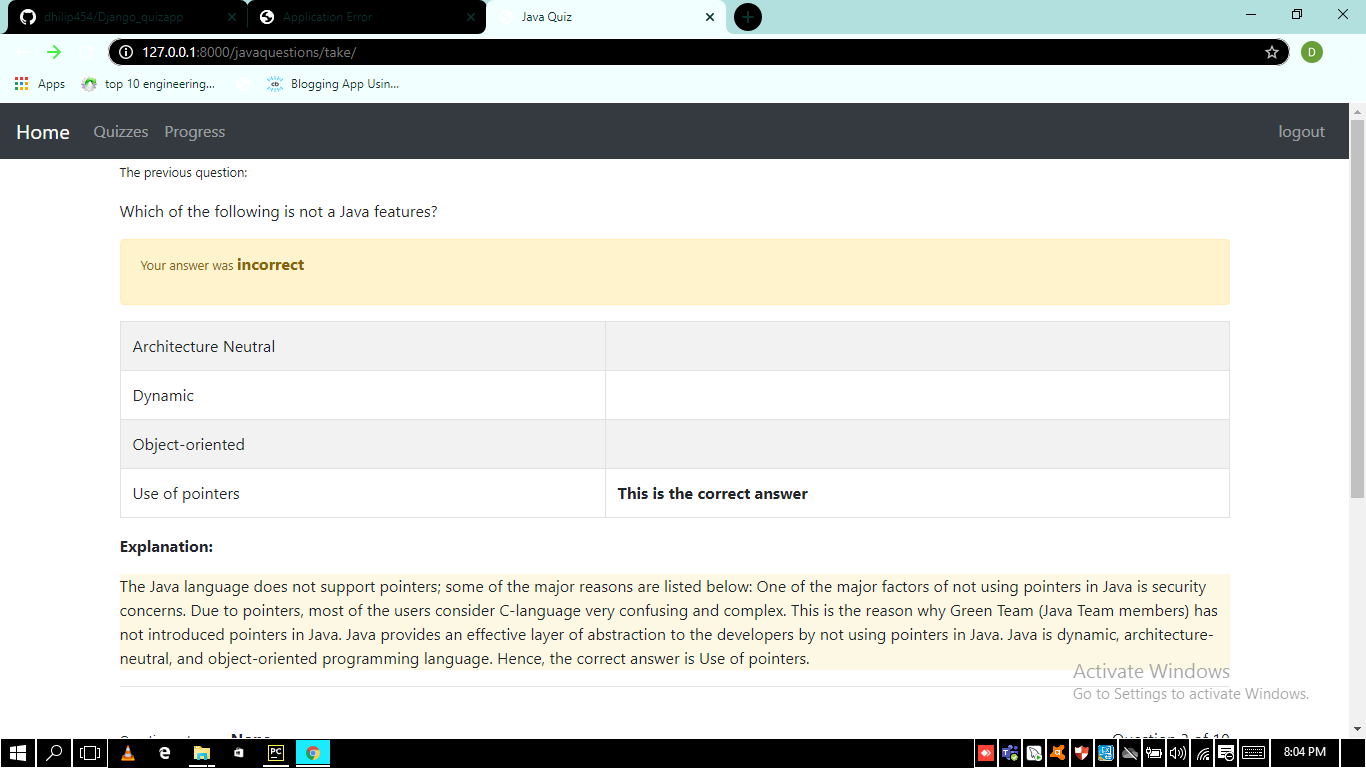 dhilip454/Django_quizapp
Application Error
Java Quiz
127.0.0.1:8000/javaquestions/take/
D
Apps
top 10 engineering...
Blogging App Usin...
Home
Quizzes
Progress
logout
The previous question:
Which of the following is not a Java features?
Your answer was incorrect
Architecture Neutral
Dynamic
Object-oriented
Use of pointers
This is the correct answer
Explanation:
The Java language does not support pointers; some of the major reasons are listed below: One of the major factors of not using pointers in Java is security
concerns. Due to pointers, most of the users consider C-language very confusing and complex. This is the reason why Green Team (Java Team members) has
not introduced pointers in Java. Java provides an effective layer of abstraction to the developers by not using pointers in Java. Java is dynamic, architecture-
neutral, and object-oriented programming language. Hence, the correct answer is Use of pointers.
Activate Windows
Go to Settings to activate Windows.
None
PC
8:04 PM